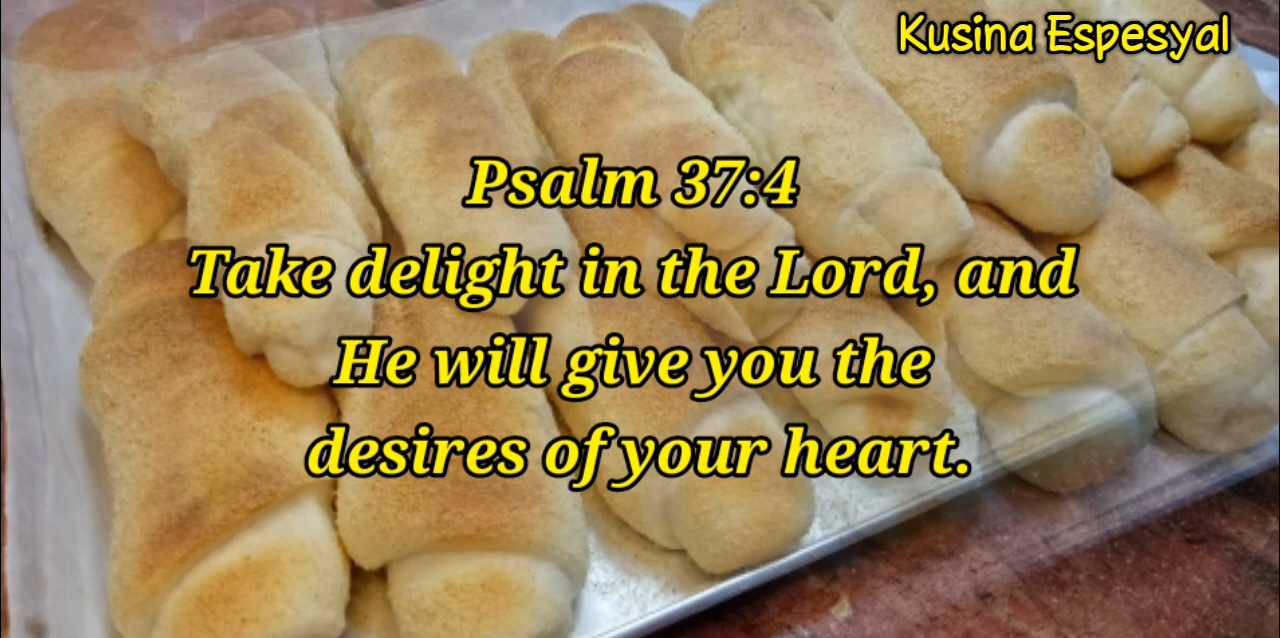 Kusina Espesyal
Psalm 37:4
Take delight in the Lord, and
He will give you the
desires of your heart.